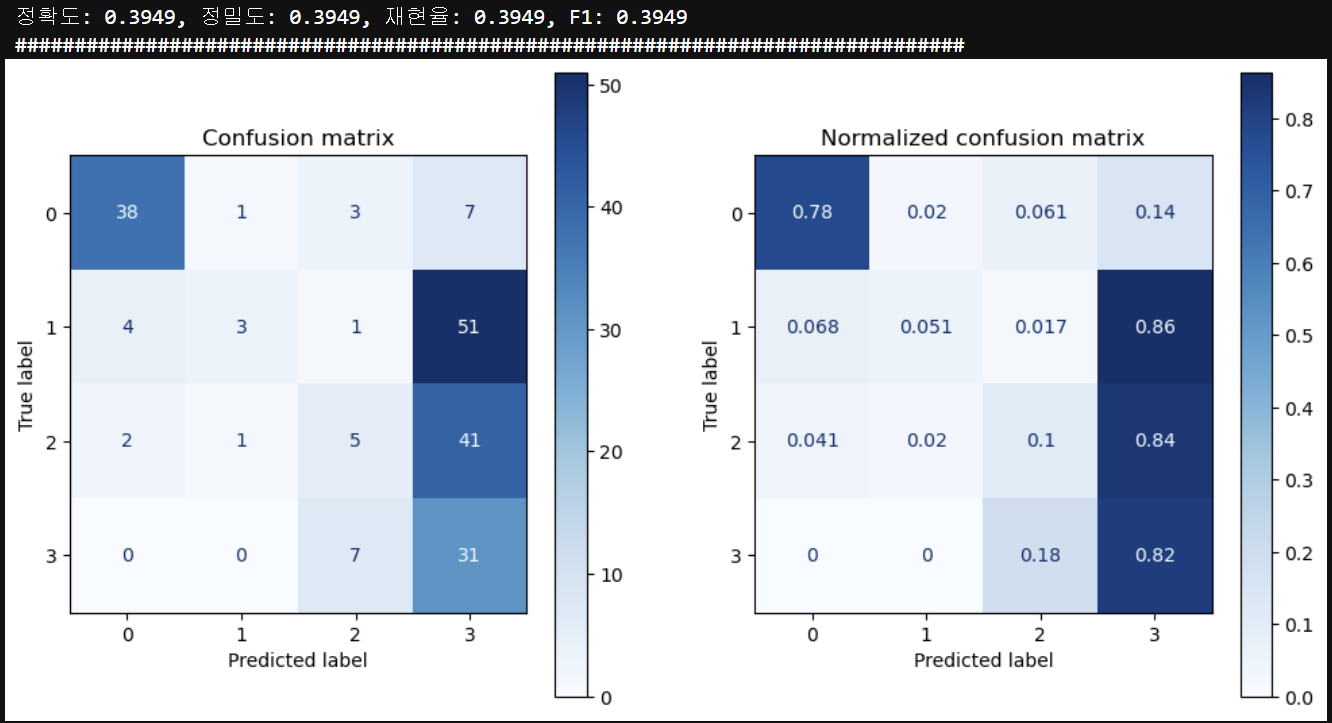 정확도: 0.3949, 정밀도: 0.3949, 재현율: 0.3949, F1: 0.3949
################################################################################
Confusion matrix
38 1 3 7
4 3 1 51
2 1 5 41
0 0 7 31
0
1
2
3
True label
0 1 2 3
Predicted label
50
40
30
20
10
0
Normalized confusion matrix
0.78 0.02 0.061 0.14
0.068 0.051 0.017 0.86
0.041 0.02 0.1 0.84
0 0 0.18 0.82
0
1
2
3
True label
0 1 2 3
Predicted label
0.8
0.7
0.6
0.5
0.4
0.3
0.2
0.1
0.0